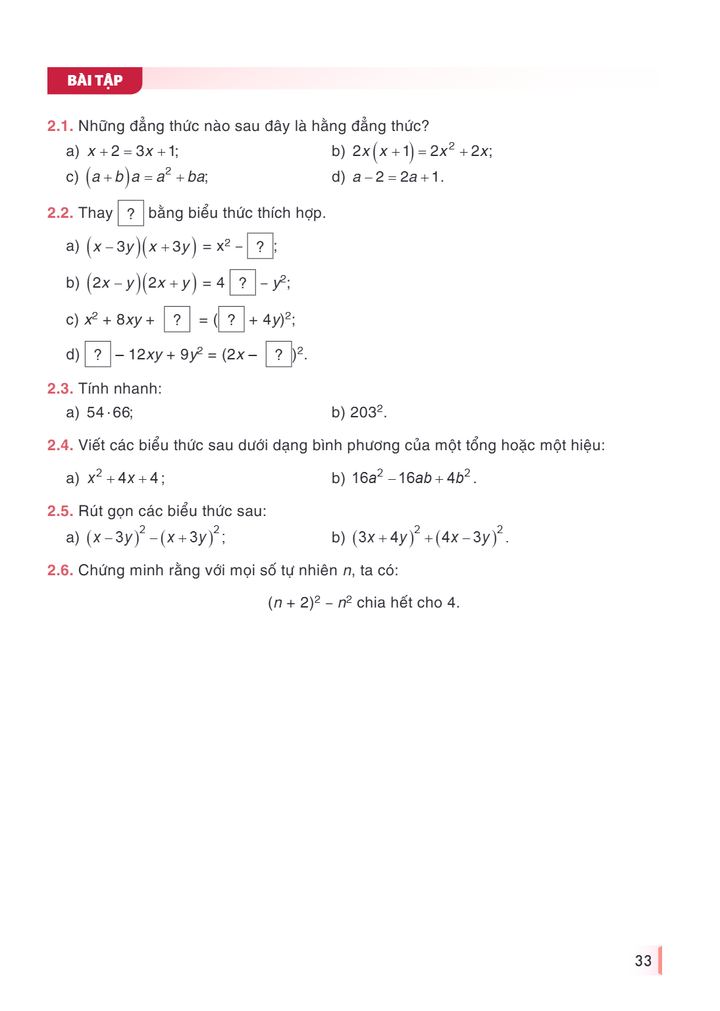 BÀI TẬP
2.1. Những đẳng thức nào sau đây là hằng đẳng thức?
a) x + 2 = 3x + 1; b) 2x(x + 1) = 2x² + 2x;
c) (a + b)a = a² + ba; d) a – 2 = 2a + 1.
2.2. Thay ? bằng biểu thức thích hợp.
a) (x – 3y)(x + 3y) = x² – ? ;
b) (2x – y)(2x + y) = 4 ? – y²;
c) x² + 8xy + ? = ( ? + 4y)²;
d) ? – 12xy + 9y² = (2x – ? )².
2.3. Tính nhanh:
a) 54 · 66; b) 203².
2.4. Viết các biểu thức sau dưới dạng bình phương của một tổng hoặc một hiệu:
a) x² + 4x + 4; b) 16a² – 16ab + 4b².
2.5. Rút gọn các biểu thức sau:
a) (x – 3y)² – (x + 3y)²; b) (3x + 4y)² + (4x – 3y)².
2.6. Chứng minh rằng với mọi số tự nhiên n, ta có:
(n + 2)² – n² chia hết cho 4.
33